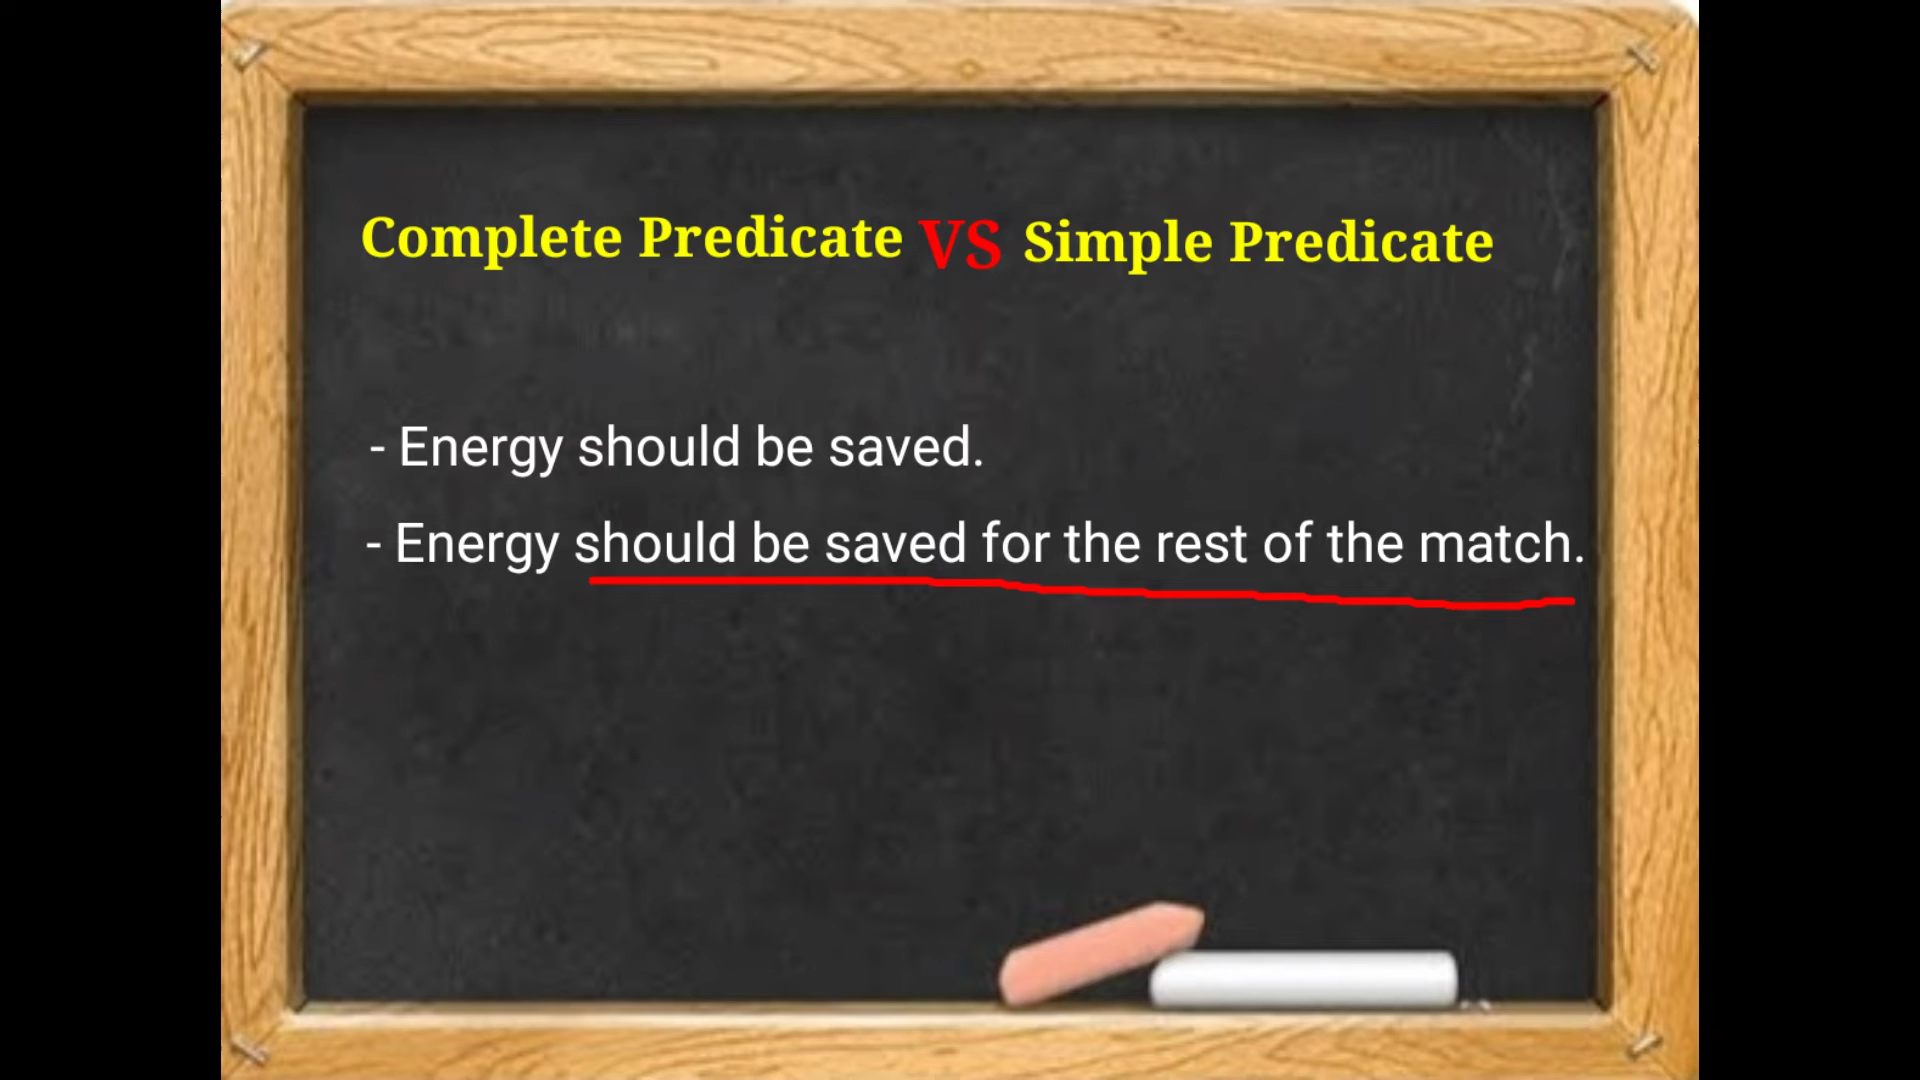 Complete Predicate VS Simple Predicate
- Energy should be saved.
- Energy should be saved for the rest of the match.